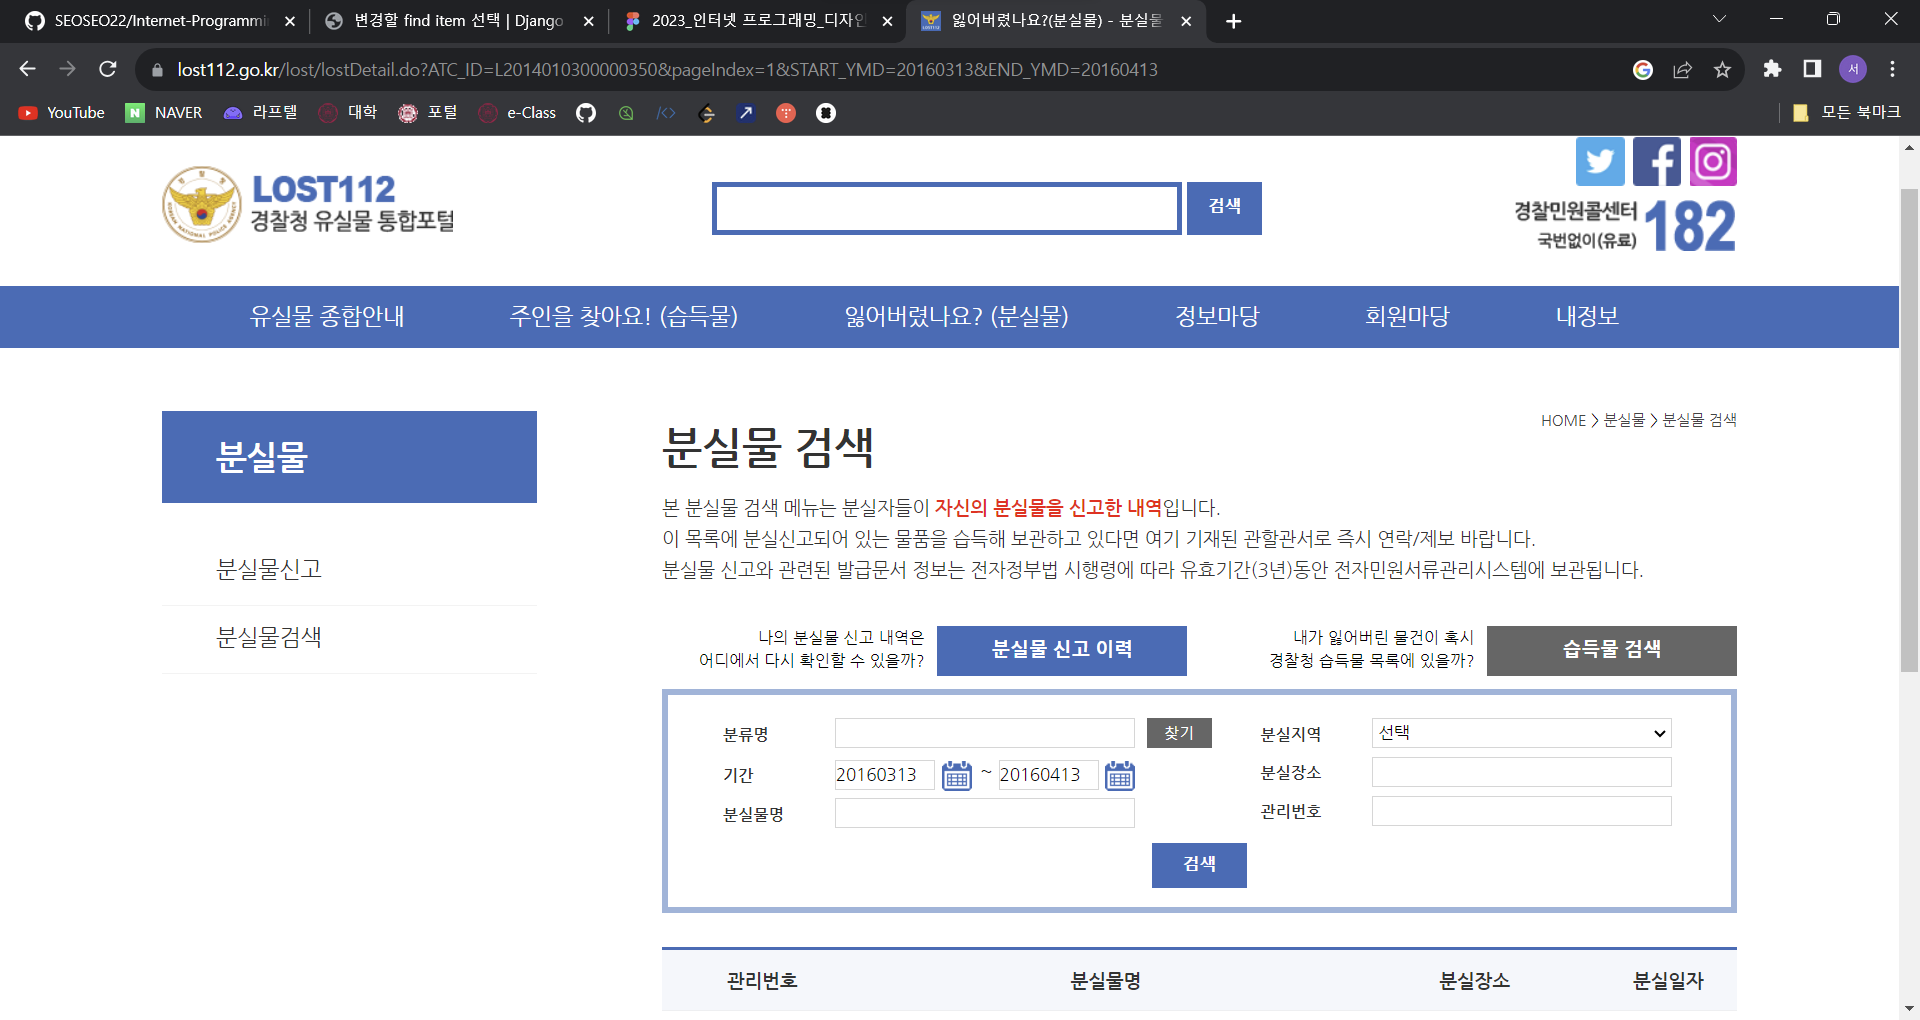 SEOSEO22/Internet-Programmi
변경할 find item 선택 | Django
2023_인터넷 프로그래밍_디자인
잃어버렸나요?(분실물) - 분실물
lost112.go.kr/lost/lostDetail.do?ATC_ID=L2014010300000350&pageIndex=1&START_YMD=20160313&END_YMD=20160413
서
YouTube
NAVER
라프텔
대학
포털
e-Class
모든 북마크
LOST112
경찰청 유실물 통합포털
검색
경찰민원콜센터
국번없이(유료)
182
유실물 종합안내
주인을 찾아요! (습득물)
잃어버렸나요? (분실물)
정보마당
회원마당
내정보
분실물
분실물신고
분실물검색
HOME > 분실물 > 분실물 검색
분실물 검색
본 분실물 검색 메뉴는 분실자들이 자신의 분실물을 신고한 내역입니다.
이 목록에 분실신고되어 있는 물품을 습득해 보관하고 있다면 여기 기재된 관할관서로 즉시 연락/제보 바랍니다.
분실물 신고와 관련된 발급문서 정보는 전자정부법 시행령에 따라 유효기간(3년)동안 전자민원서류관리시스템에 보관됩니다.
나의 분실물 신고 내역은
어디에서 다시 확인할 수 있을까?
분실물 신고 이력
내가 잃어버린 물건이 혹시
경찰청 습득물 목록에 있을까?
습득물 검색
분류명
찾기
분실지역
선택
기간
20160313
~
20160413
분실장소
분실물명
관리번호
검색
관리번호
분실물명
분실장소
분실일자